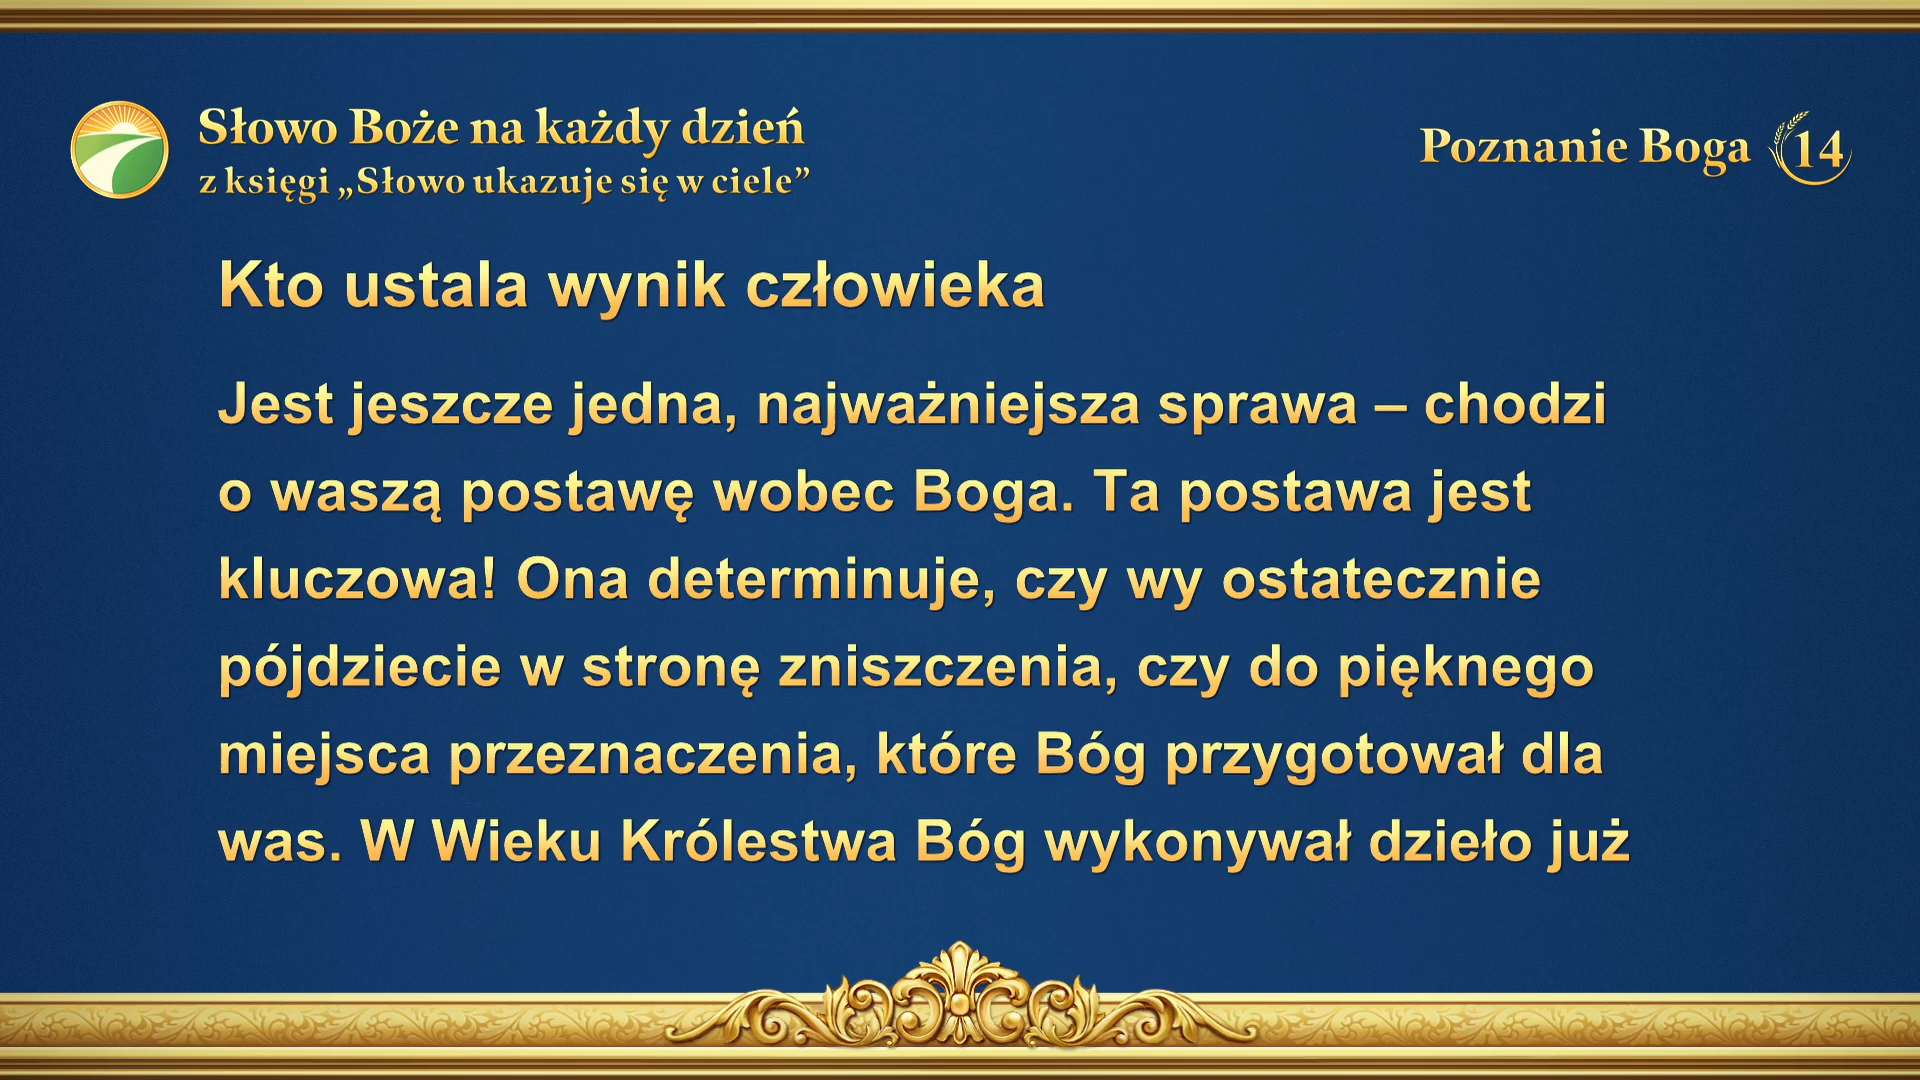 Słowo Boże na każdy dzień
z księgi „Słowo ukazuje się w ciele”
Poznanie Boga 14
Kto ustala wynik człowieka
Jest jeszcze jedna, najważniejsza sprawa – chodzi
o waszą postawę wobec Boga. Ta postawa jest
kluczowa! Ona determinuje, czy wy ostatecznie
pójdziecie w stronę zniszczenia, czy do pięknego
miejsca przeznaczenia, które Bóg przygotował dla
was. W Wieku Królestwa Bóg wykonywał dzieło już